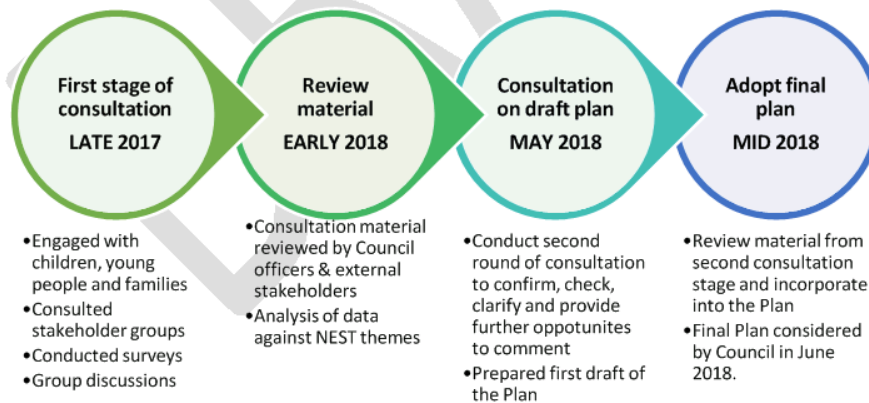 First stage of
consultation
LATE 2017
Review
material
EARLY 2018
Consultation
on draft plan
MAY 2018
Adopt final
plan
MID 2018
•Engaged with
children, young
people and families
•Consulted
stakeholder groups
•Conducted surveys
•Group discussions
•Consultation material
reviewed by Council
officers & external
stakeholders
•Analysis of data
against NEST themes
•Conduct second
round of consultation
to confirm, check,
clarify and provide
further oppotunites
to comment
•Prepared first draft of
the Plan
•Review material from
second consultation
stage and incorporate
into the Plan
•Final Plan considered
by Council in June
2018.